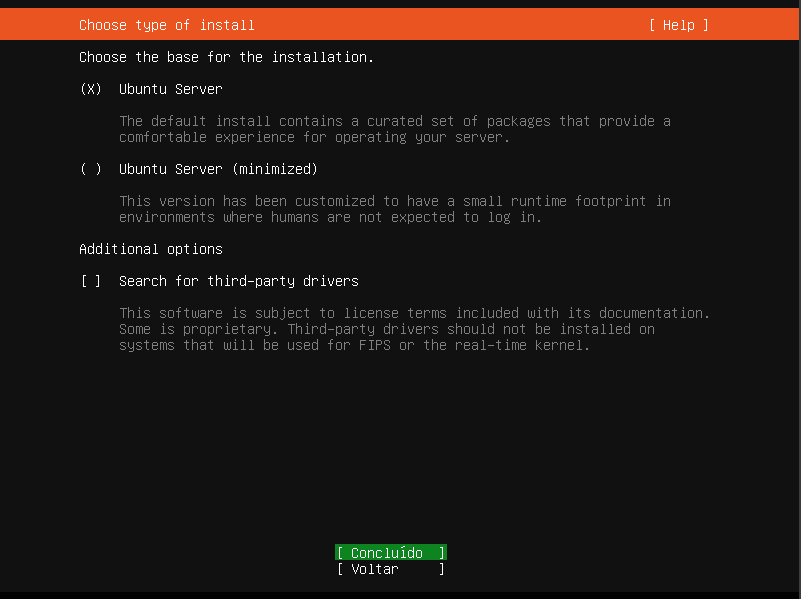 Choose type of install [ Help ]
Choose the base for the installation.
(X) Ubuntu Server
The default install contains a curated set of packages that provide a
comfortable experience for operating your server.
( ) Ubuntu Server (minimized)
This version has been customized to have a small runtime footprint in
environments where humans are not expected to log in.
Additional options
[ ] Search for third-party drivers
This software is subject to license terms included with its documentation.
Some is proprietary. Third-party drivers should not be installed on
systems that will be used for FIPS or the real-time kernel.
[ Concluído ]
[ Voltar ]